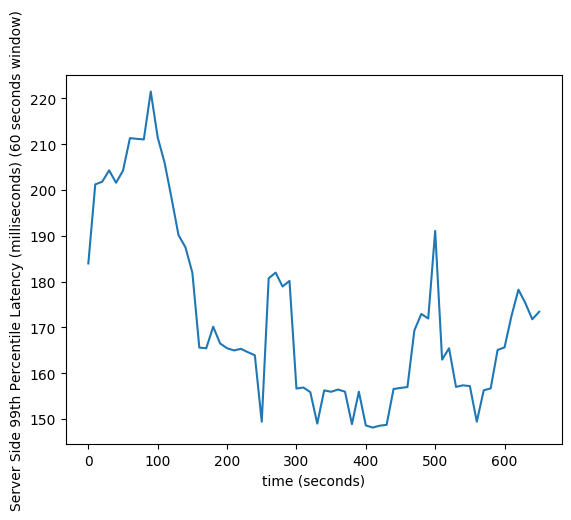 Server Side 99th Percentile Latency (milliseconds) (60 seconds window)
220
210
200
190
180
170
160
150
0 100 200 300 400 500 600
time (seconds)